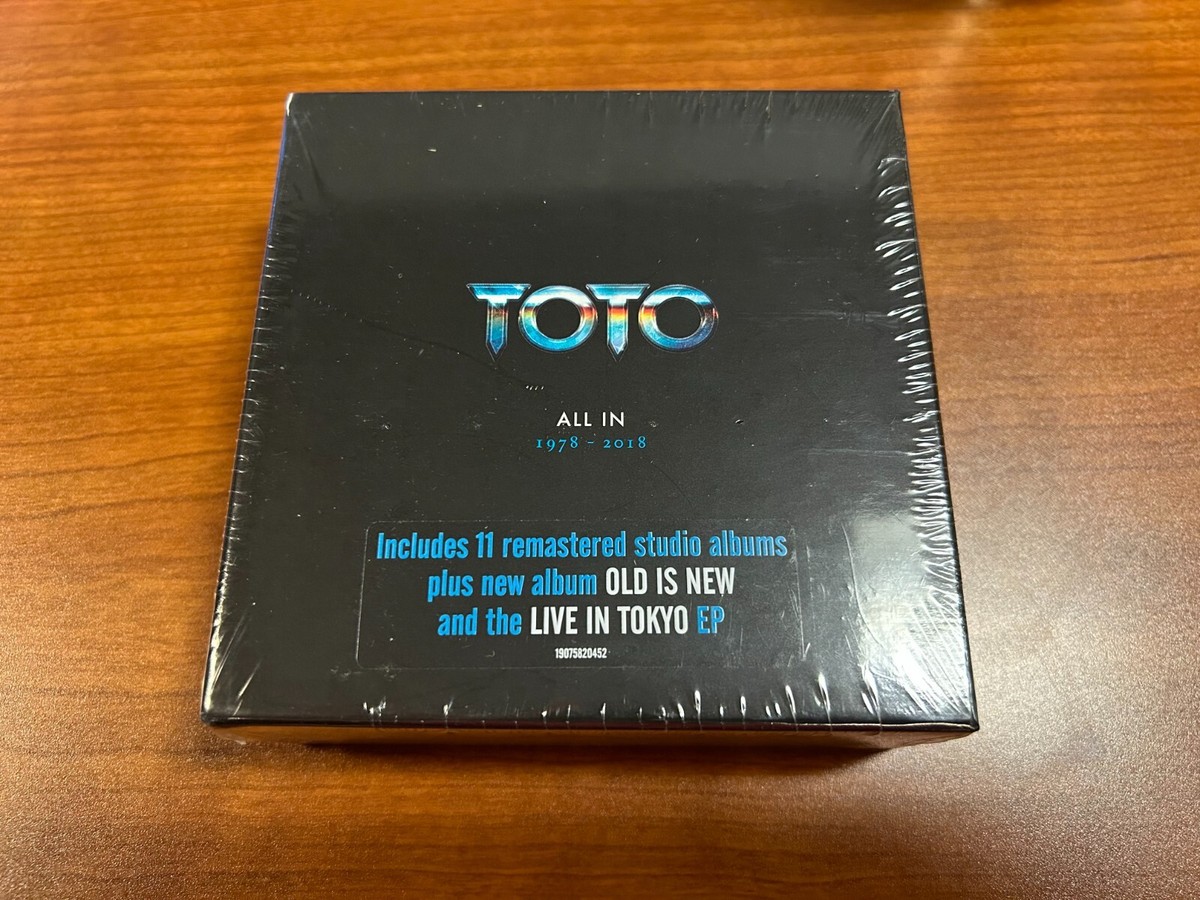 TOTO
ALL IN
1978 - 2018
Includes 11 remastered studio albums
plus new album OLD IS NEW
and the LIVE IN TOKYO EP
19075820452